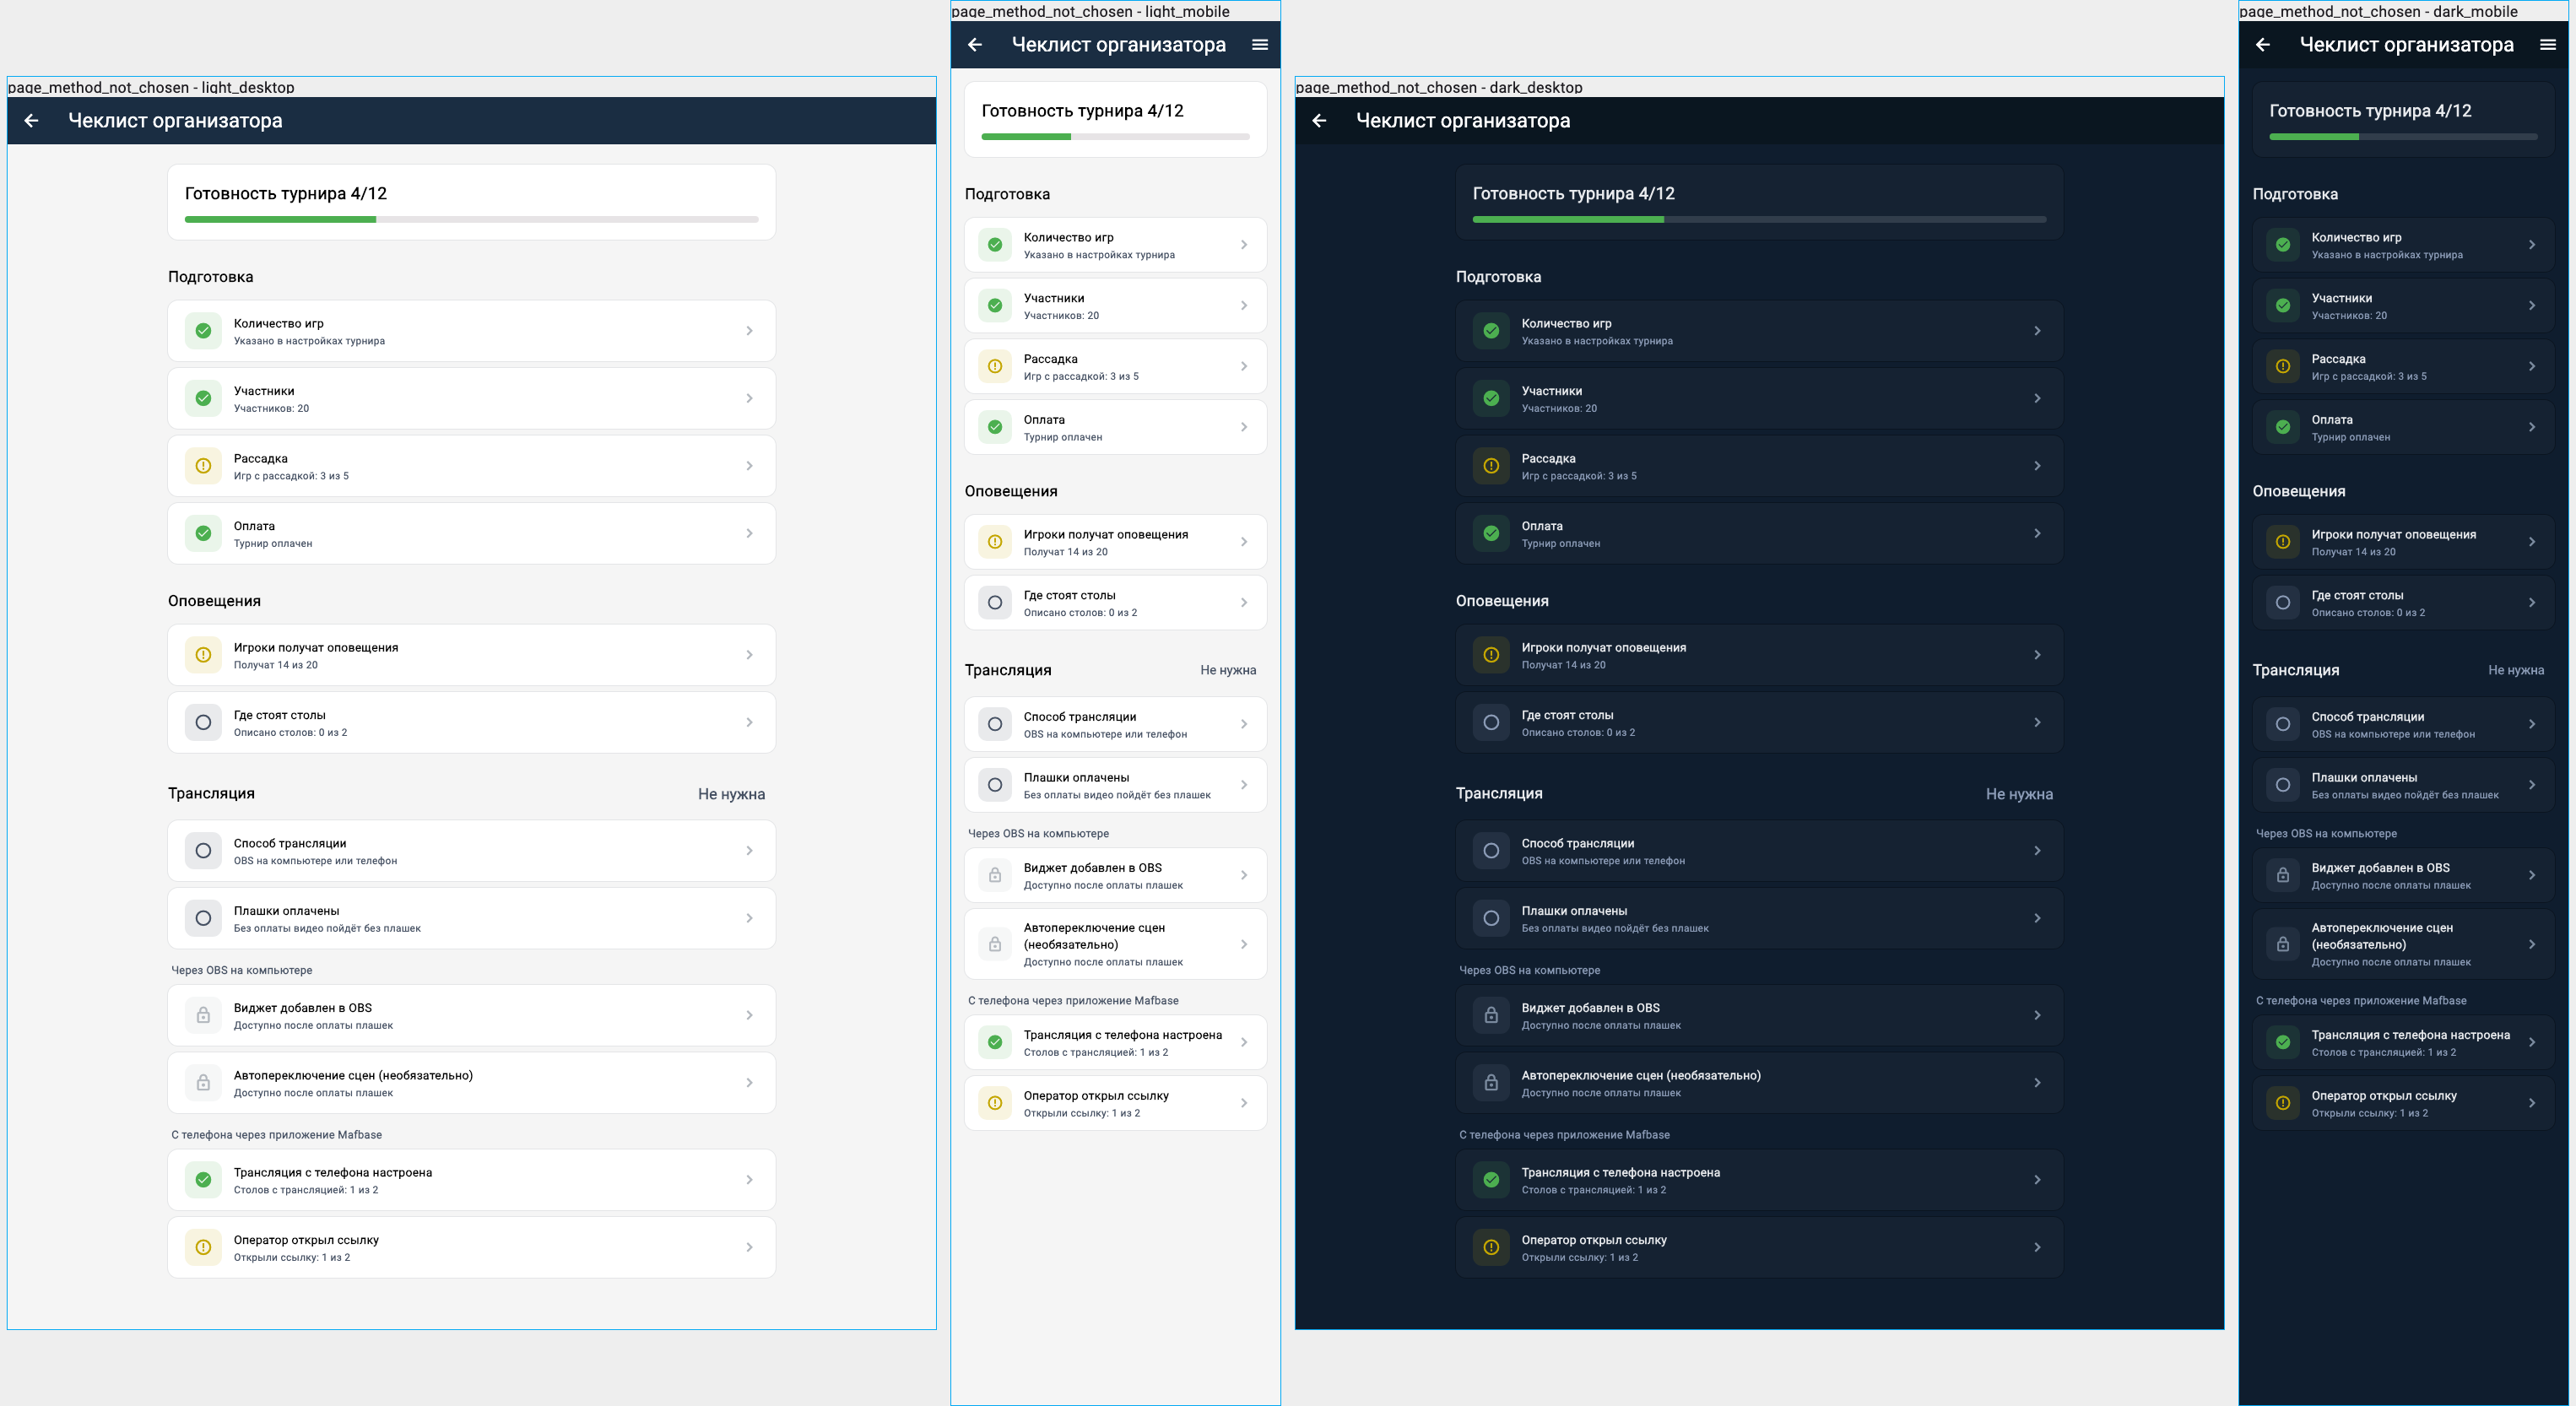 page_method_not_chosen - light_desktop
Чеклист организатора
Готовность турнира 4/12
Подготовка
Количество игр
Указано в настройках турнира
Участники
Участников: 20
Рассадка
Игр с рассадкой: 3 из 5
Оплата
Турнир оплачен
Оповещения
Игроки получат оповещения
Получат 14 из 20
Где стоят столы
Описано столов: 0 из 2
Трансляция
Не нужна
Способ трансляции
OBS на компьютере или телефон
Плашки оплачены
Без оплаты видео пойдёт без плашек
Через OBS на компьютере
Виджет добавлен в OBS
Доступно после оплаты плашек
Автопереключение сцен (необязательно)
Доступно после оплаты плашек
С телефона через приложение Mafbase
Трансляция с телефона настроена
Столов с трансляцией: 1 из 2
Оператор открыл ссылку
Открыли ссылку: 1 из 2
page_method_not_chosen - light_mobile
Чеклист организатора
Готовность турнира 4/12
Подготовка
Количество игр
Указано в настройках турнира
Участники
Участников: 20
Рассадка
Игр с рассадкой: 3 из 5
Оплата
Турнир оплачен
Оповещения
Игроки получат оповещения
Получат 14 из 20
Где стоят столы
Описано столов: 0 из 2
Трансляция
Не нужна
Способ трансляции
OBS на компьютере или телефон
Плашки оплачены
Без оплаты видео пойдёт без плашек
Через OBS на компьютере
Виджет добавлен в OBS
Доступно после оплаты плашек
Автопереключение сцен
(необязательно)
Доступно после оплаты плашек
С телефона через приложение Mafbase
Трансляция с телефона настроена
Столов с трансляцией: 1 из 2
Оператор открыл ссылку
Открыли ссылку: 1 из 2
page_method_not_chosen - dark_desktop
Чеклист организатора
Готовность турнира 4/12
Подготовка
Количество игр
Указано в настройках турнира
Участники
Участников: 20
Рассадка
Игр с рассадкой: 3 из 5
Оплата
Турнир оплачен
Оповещения
Игроки получат оповещения
Получат 14 из 20
Где стоят столы
Описано столов: 0 из 2
Трансляция
Не нужна
Способ трансляции
OBS на компьютере или телефон
Плашки оплачены
Без оплаты видео пойдёт без плашек
Через OBS на компьютере
Виджет добавлен в OBS
Доступно после оплаты плашек
Автопереключение сцен (необязательно)
Доступно после оплаты плашек
С телефона через приложение Mafbase
Трансляция с телефона настроена
Столов с трансляцией: 1 из 2
Оператор открыл ссылку
Открыли ссылку: 1 из 2
page_method_not_chosen - dark_mobile
Чеклист организатора
Готовность турнира 4/12
Подготовка
Количество игр
Указано в настройках турнира
Участники
Участников: 20
Рассадка
Игр с рассадкой: 3 из 5
Оплата
Турнир оплачен
Оповещения
Игроки получат оповещения
Получат 14 из 20
Где стоят столы
Описано столов: 0 из 2
Трансляция
Не нужна
Способ трансляции
OBS на компьютере или телефон
Плашки оплачены
Без оплаты видео пойдёт без плашек
Через OBS на компьютере
Виджет добавлен в OBS
Доступно после оплаты плашек
Автопереключение сцен
(необязательно)
Доступно после оплаты плашек
С телефона через приложение Mafbase
Трансляция с телефона настроена
Столов с трансляцией: 1 из 2
Оператор открыл ссылку
Открыли ссылку: 1 из 2